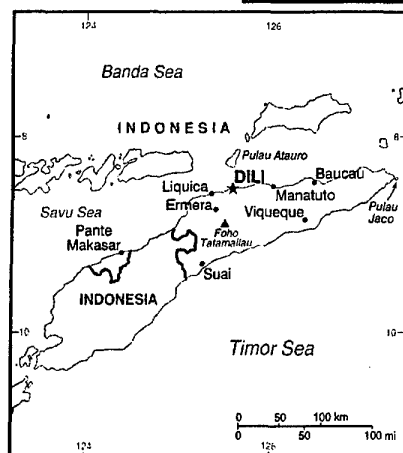 124
126
Banda Sea
8
8
INDONESIA
Pulau Atauro
DILI
Baucau
Liquica
Manatuto
Ermera
Savu Sea
Viqueque
Pulau
Jaco
Pante
Makasar
Foho
Tatamailau
Suai
INDONESIA
10
10
Timor Sea
0 50 100 km
0 50 100 mi
124
126